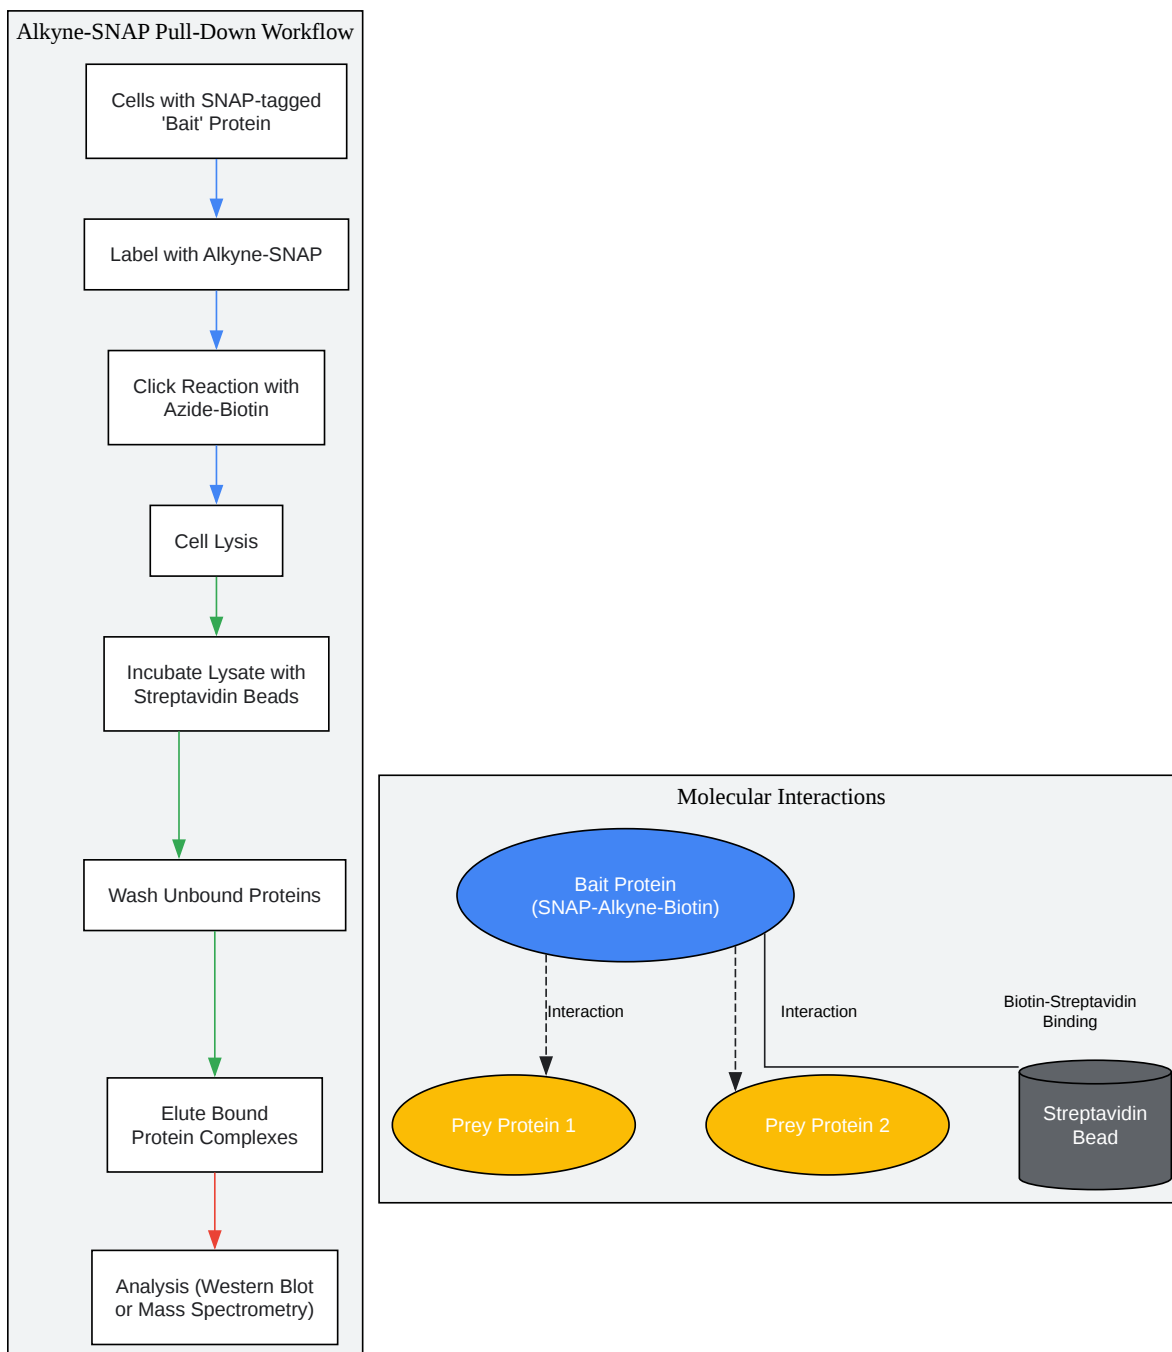 Alkyne-SNAP Pull-Down Workflow
Cells with SNAP-tagged
'Bait' Protein
Label with Alkyne-SNAP
Click Reaction with
Azide-Biotin
Cell Lysis
Incubate Lysate with
Streptavidin Beads
Wash Unbound Proteins
Elute Bound
Protein Complexes
Analysis (Western Blot
or Mass Spectrometry)
Molecular Interactions
Bait Protein
(SNAP-Alkyne-Biotin)
Interaction
Interaction
Biotin-Streptavidin
Binding
Prey Protein 1
Prey Protein 2
Streptavidin
Bead